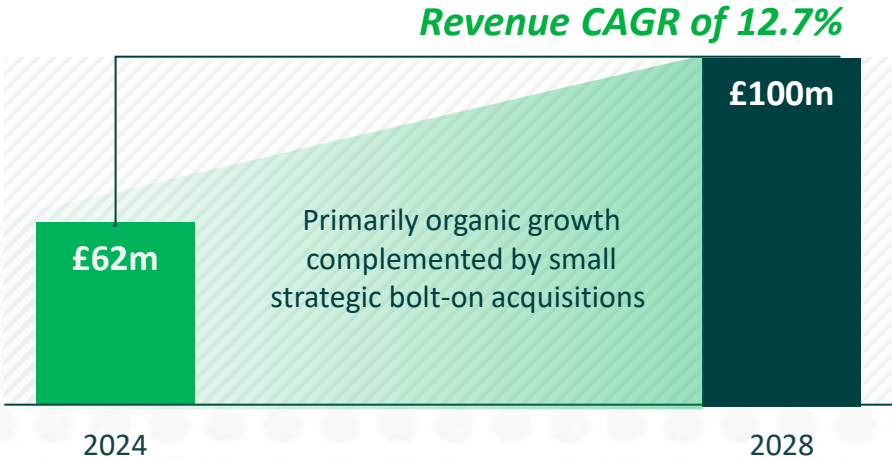 Revenue CAGR of 12.7%
£100m
£62m
Primarily organic growth
complemented by small
strategic bolt-on acquisitions
2024
2028